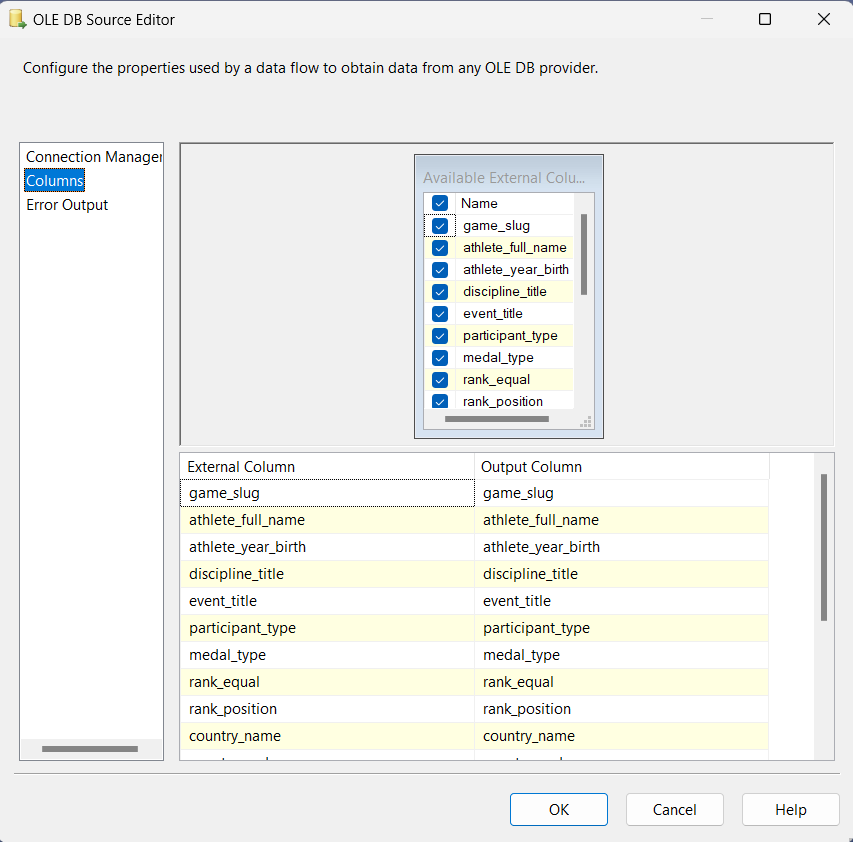 OLE DB Source Editor
Configure the properties used by a data flow to obtain data from any OLE DB provider.
Connection Manager
Columns
Error Output
Available External Colu...
Name
game_slug
athlete_full_name
athlete_year_birth
discipline_title
event_title
participant_type
medal_type
rank_equal
rank_position
External Column Output Column
game_slug game_slug
athlete_full_name athlete_full_name
athlete_year_birth athlete_year_birth
discipline_title discipline_title
event_title event_title
participant_type participant_type
medal_type medal_type
rank_equal rank_equal
rank_position rank_position
country_name country_name
OK Cancel Help